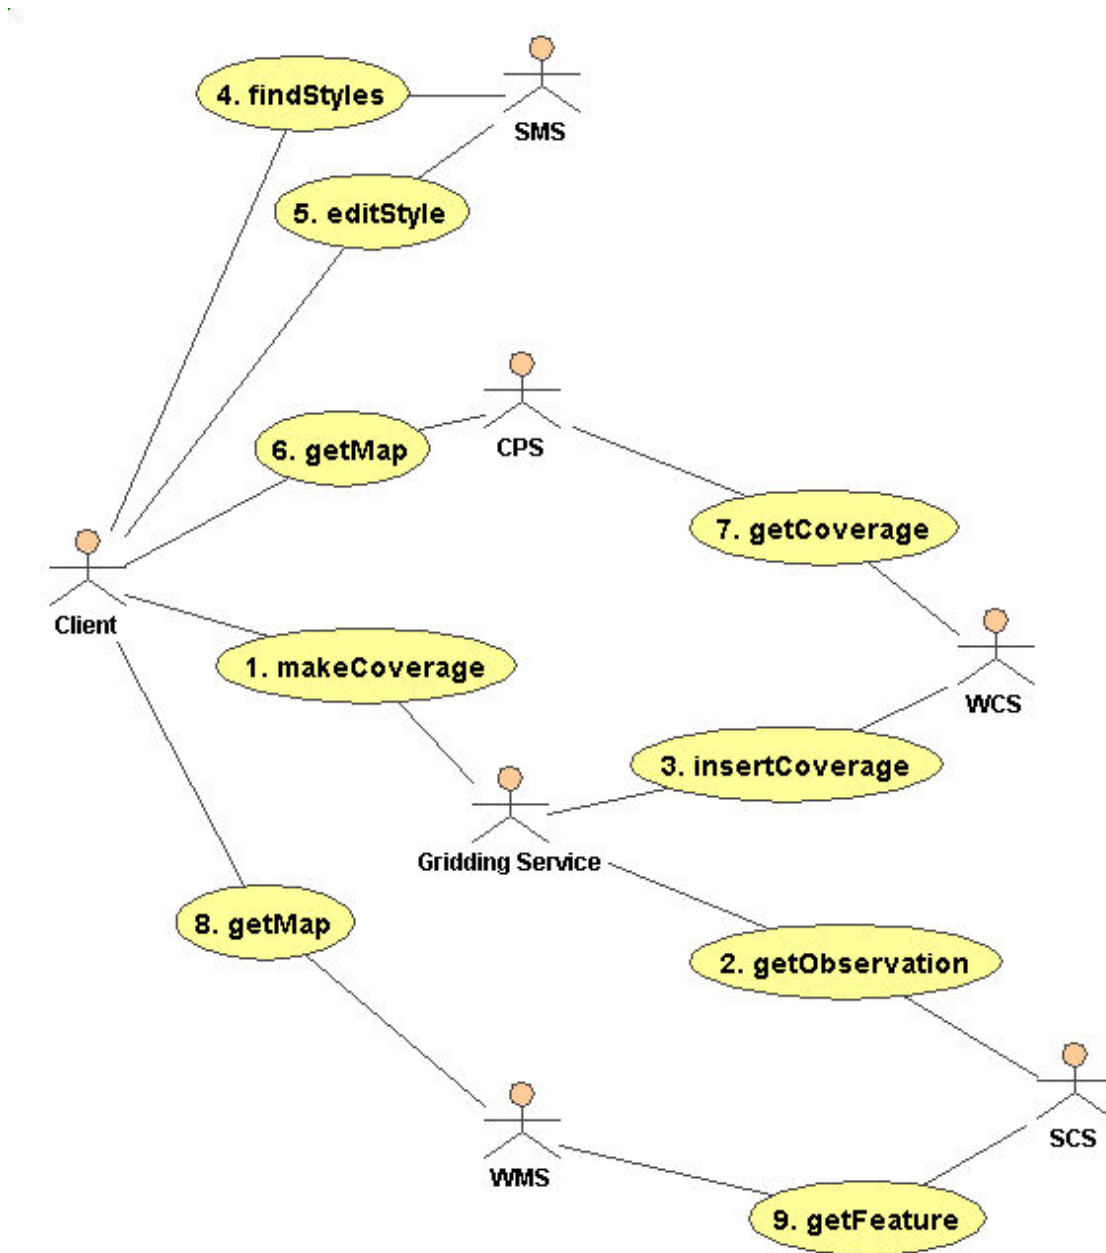 4. findStyles
SMS
5. editStyle
CPS
6. getMap
7. getCoverage
Client
1. makeCoverage
WCS
3. insertCoverage
Gridding Service
8. getMap
2. getObservation
SCS
WMS
9. getFeature